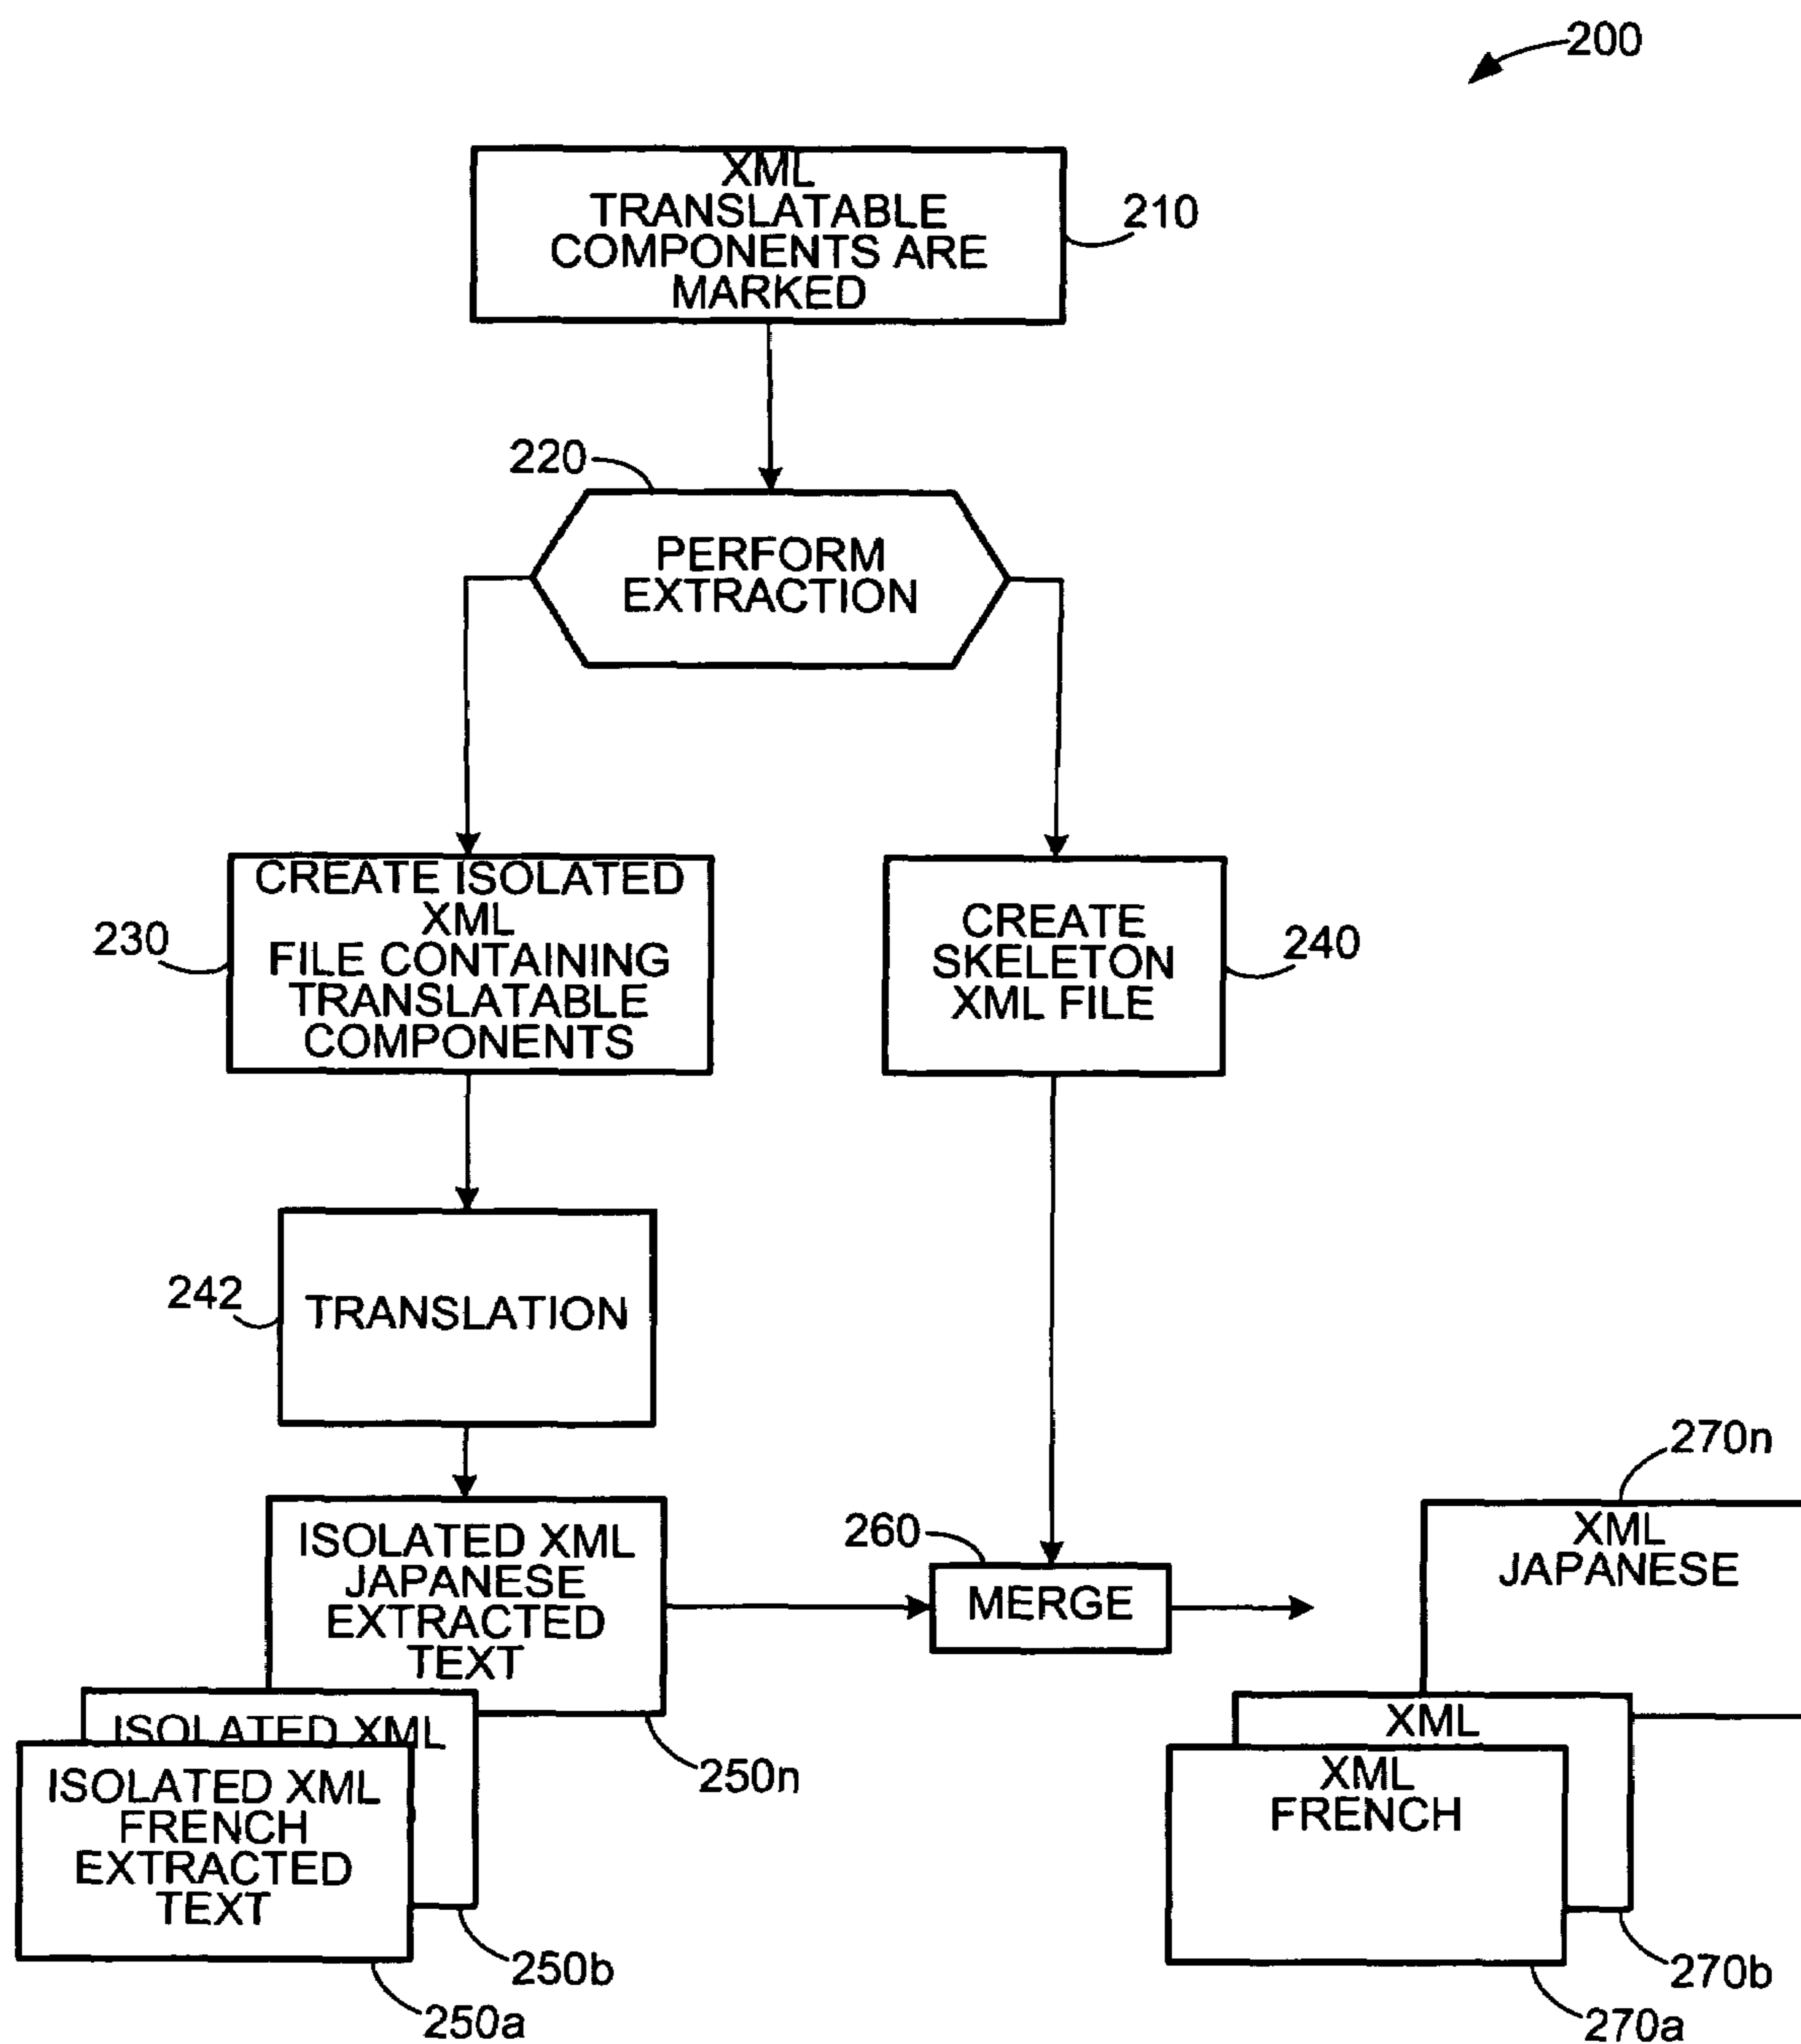 200
XML
TRANSLATABLE
COMPONENTS ARE
MARKED
210
220
PERFORM
EXTRACTION
CREATE ISOLATED
XML
FILE CONTAINING
TRANSLATABLE
COMPONENTS
230
CREATE
SKELETON
XML FILE
240
242
TRANSLATION
ISOLATED XML
JAPANESE
EXTRACTED
TEXT
250n
ISOLATED XML
250b
ISOLATED XML
FRENCH
EXTRACTED
TEXT
250a
260
MERGE
270n
XML
JAPANESE
XML
270b
XML
FRENCH
270a